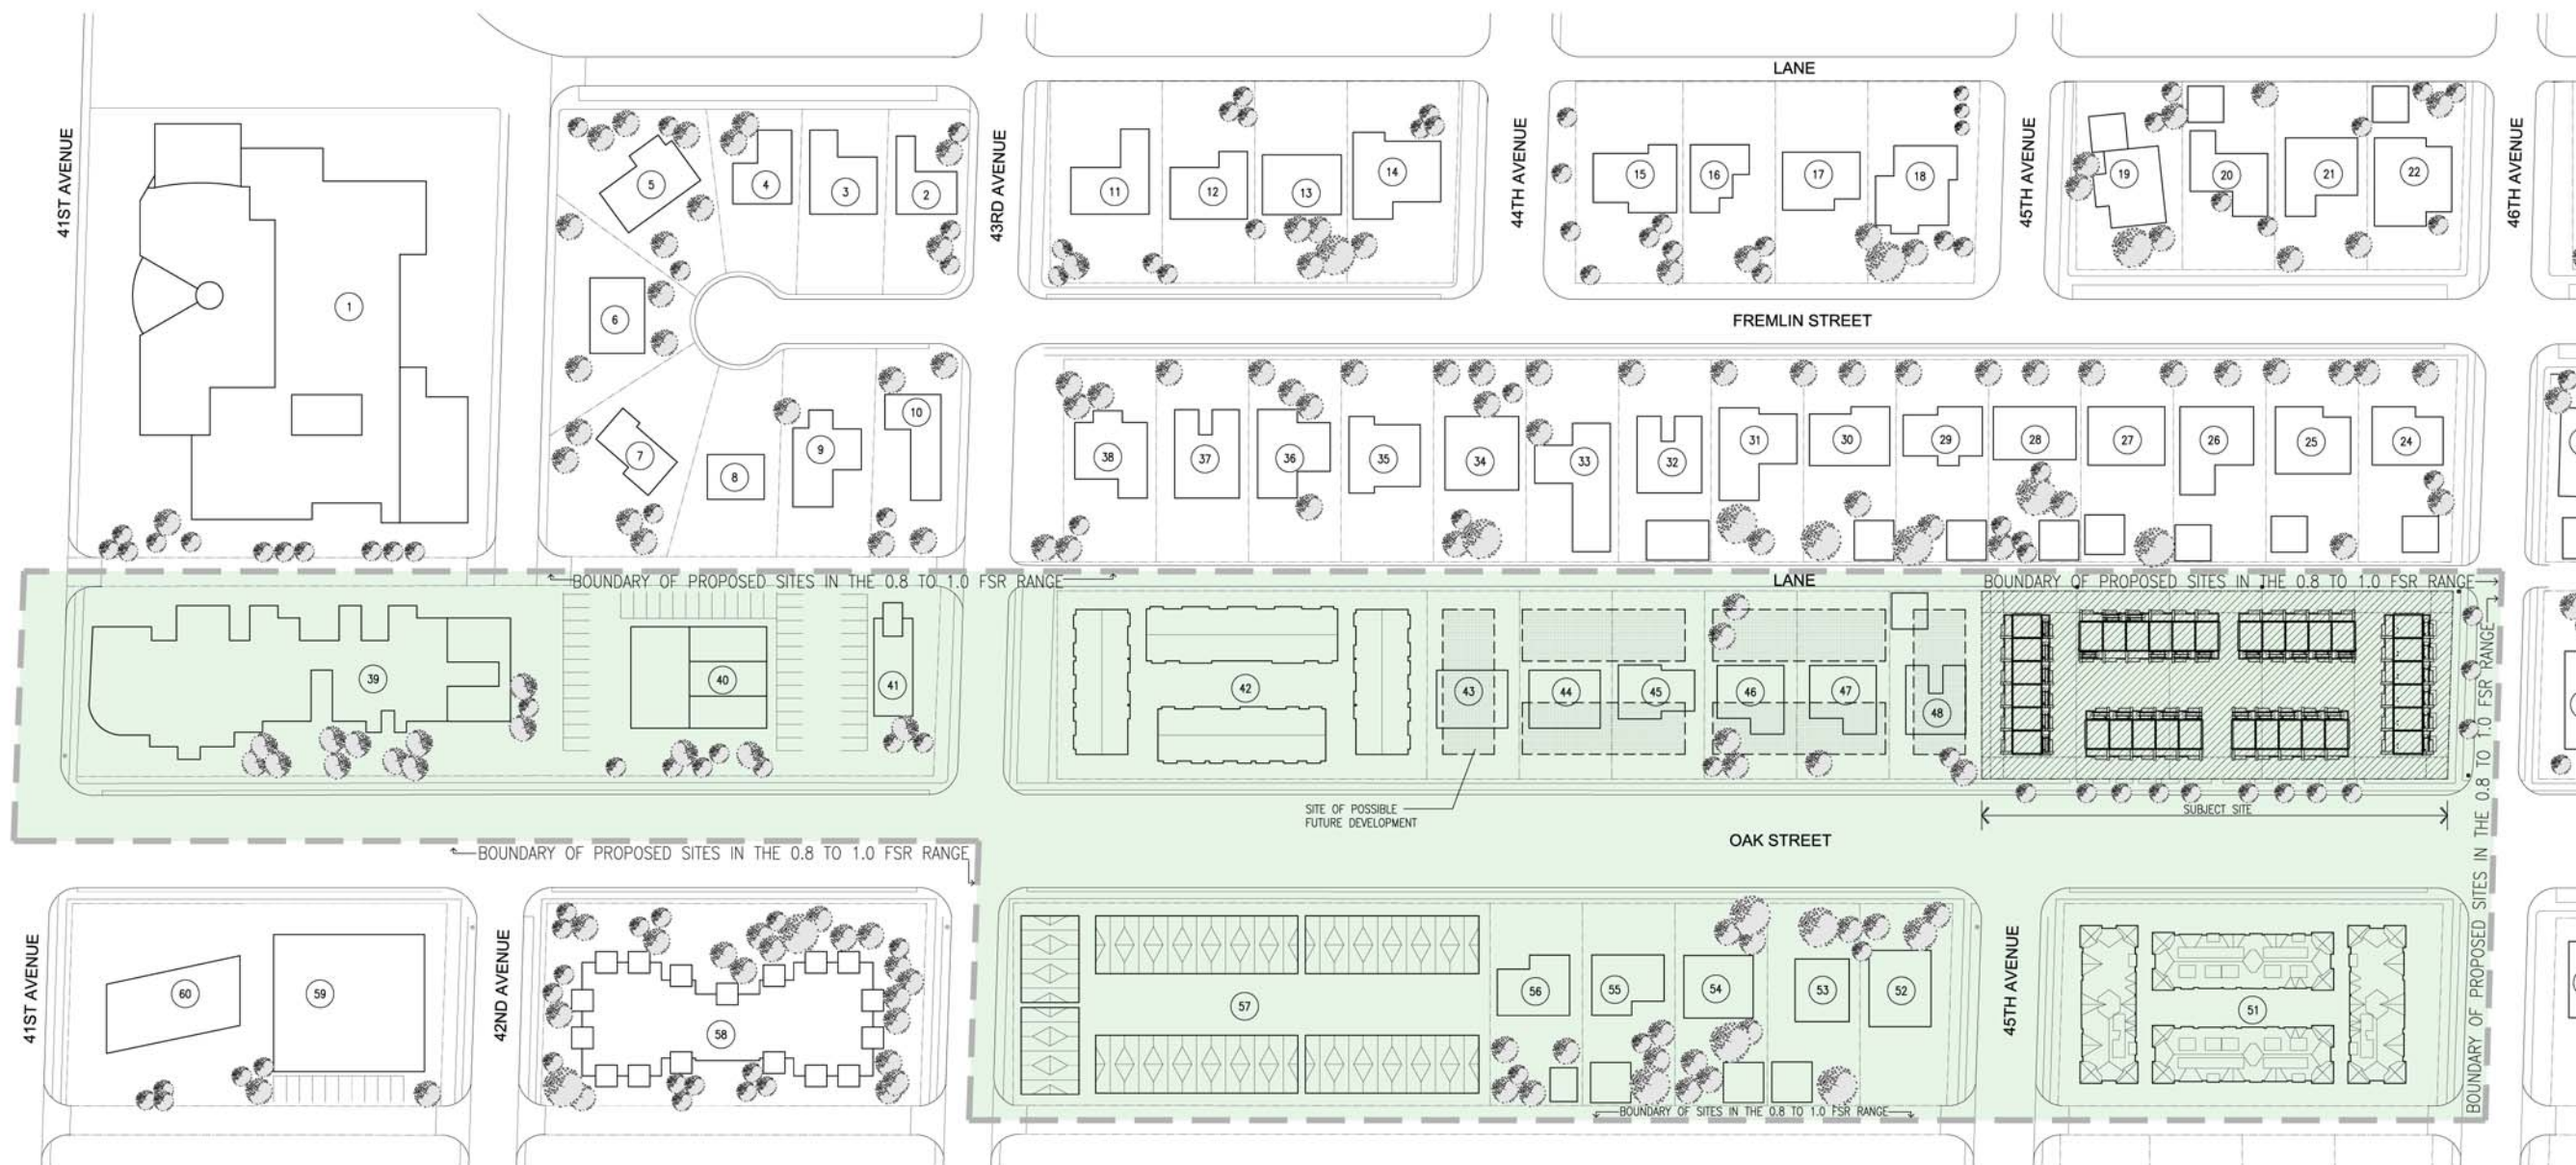 LANE
41ST AVENUE
43RD AVENUE
44TH AVENUE
45TH AVENUE
46TH AVENUE
5
4
3
2
11
12
13
14
15
16
17
18
19
20
21
22
1
6
FREMLIN STREET
7
8
9
10
38
37
36
35
34
33
32
31
30
29
28
27
26
25
24
BOUNDARY OF PROPOSED SITES IN THE 0.8 TO 1.0 FSR RANGE
LANE
BOUNDARY OF PROPOSED SITES IN THE 0.8 TO 1.0 FSR RANGE
39
40
41
42
43
44
45
46
47
48
SITE OF POSSIBLE
FUTURE DEVELOPMENT
SUBJECT SITE
OAK STREET
BOUNDARY OF PROPOSED SITES IN THE 0.8 TO 1.0 FSR RANGE
BOUNDARY OF PROPOSED SITES IN THE 0.8 TO 1.0 FSR RANGE
41ST AVENUE
60
59
42ND AVENUE
58
57
56
55
54
53
52
45TH AVENUE
51
BOUNDARY OF SITES IN THE 0.8 TO 1.0 FSR RANGE